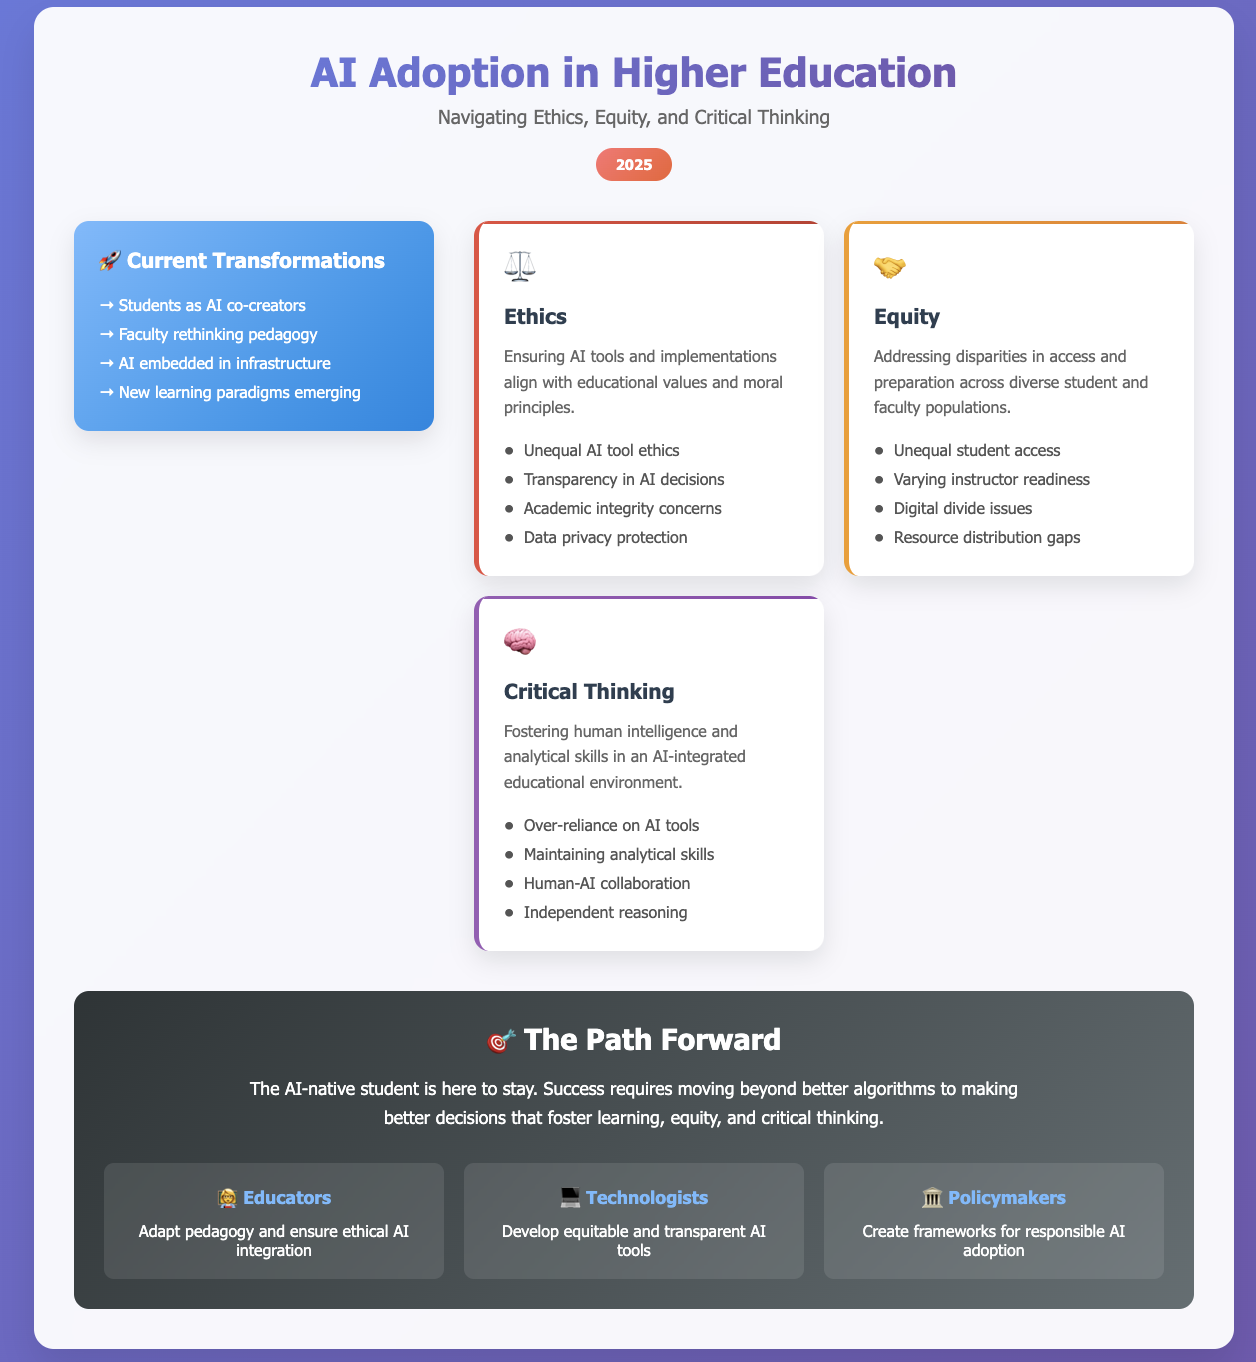 AI Adoption in Higher Education
Navigating Ethics, Equity, and Critical Thinking
2025
🚀 Current Transformations
→ Students as AI co-creators
→ Faculty rethinking pedagogy
→ AI embedded in infrastructure
→ New learning paradigms emerging
⚖️
Ethics
Ensuring AI tools and implementations
align with educational values and moral
principles.
● Unequal AI tool ethics
● Transparency in AI decisions
● Academic integrity concerns
● Data privacy protection
🤝
Equity
Addressing disparities in access and
preparation across diverse student and
faculty populations.
● Unequal student access
● Varying instructor readiness
● Digital divide issues
● Resource distribution gaps
🧠
Critical Thinking
Fostering human intelligence and
analytical skills in an AI-integrated
educational environment.
● Over-reliance on AI tools
● Maintaining analytical skills
● Human-AI collaboration
● Independent reasoning
🎯 The Path Forward
The AI-native student is here to stay. Success requires moving beyond better algorithms to making
better decisions that foster learning, equity, and critical thinking.
👩‍🏫 Educators
Adapt pedagogy and ensure ethical AI
integration
💻 Technologists
Develop equitable and transparent AI
tools
🏛️ Policymakers
Create frameworks for responsible AI
adoption